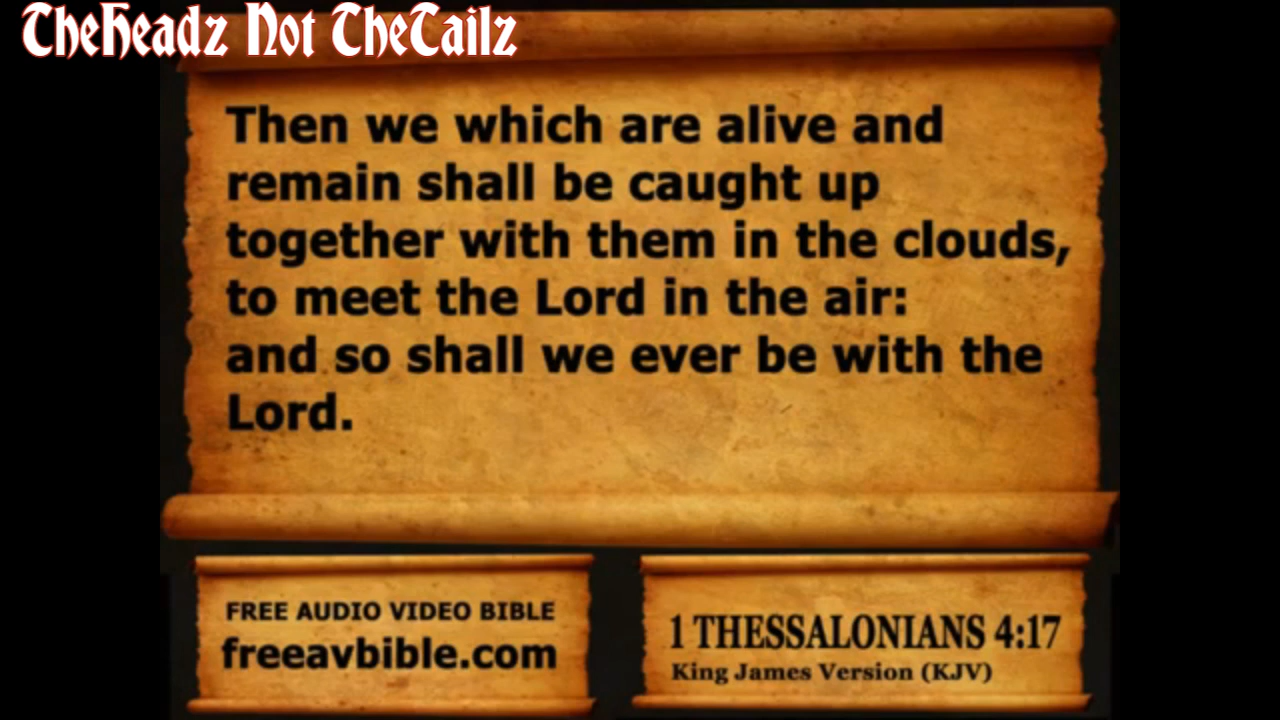 TheHeadz Not TheTailz
Then we which are alive and
remain shall be caught up
together with them in the clouds,
to meet the Lord in the air:
and so shall we ever be with the
Lord.
FREE AUDIO VIDEO BIBLE
freeavbible.com
1 THESSALONIANS 4:17
King James Version (KJV)